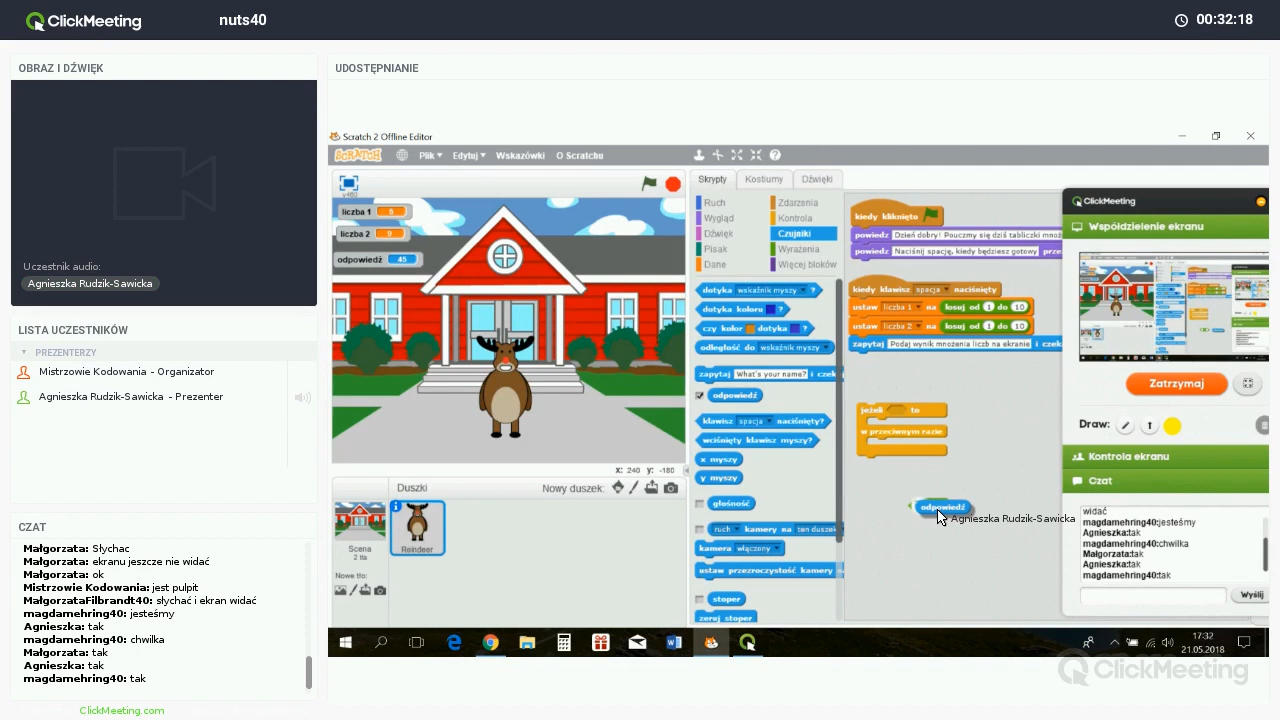 ClickMeeting
nuts40
00:32:18
OBRAZ I DŹWIĘK
Uczestnik audio:
Agnieszka Rudzik-Sawicka
LISTA UCZESTNIKÓW
PREZENTERZY
Mistrzowie Kodowania - Organizator
Agnieszka Rudzik-Sawicka - Prezenter
CZAT
Małgorzata: Słychac
Małgorzata: ekranu jeszcze nie widać
Małgorzata: ok
Mistrzowie Kodowania: jest pulpit
MałgorzataFilbrandt40: słychać i ekran widać
magdamehring40: jesteśmy
Agnieszka: tak
magdamehring40: chwilka
Małgorzata: tak
Agnieszka: tak
magdamehring40: tak
ClickMeeting.com
UDOSTĘPNIANIE
Scratch 2 Offline Editor
SCRATCH
Plik
Edytuj
Wskazówki
O Scratchu
v460
liczba 1 5
liczba 2 9
odpowiedź 45
x: 240 y: -180
Duszki
Nowy duszek:
Scena
2 tła
Nowe tło:
Reindeer
Skrypty
Kostiumy
Dźwięki
Ruch
Wygląd
Dźwięk
Pisak
Dane
Zdarzenia
Kontrola
Czujniki
Wyrażenia
Więcej bloków
dotyka wskaźnik myszy ?
dotyka koloru ?
czy kolor dotyka ?
odległość do wskaźnik myszy
zapytaj What's your name? i czek
odpowiedź
klawisz spacja naciśnięty?
wciśnięty klawisz myszy?
x myszy
y myszy
głośność
ruch kamery na ten duszek
kamera włączony
ustaw przezroczystość kamery
stoper
zeruj stoper
kiedy kliknięto
powiedz Dzień dobry! Pouczmy się dziś tabliczki mnoż
powiedz Naciśnij spację, kiedy będziesz gotowy prze
kiedy klawisz spacja naciśnięty
ustaw liczba 1 na losuj od 1 do 10
ustaw liczba 2 na losuj od 1 do 10
zapytaj Podaj wynik mnożenia liczb na ekranie i czek
jeżeli to
w przeciwnym razie
odpowiedź
Agnieszka Rudzik-Sawicka
ClickMeeting
Współdzielenie ekranu
Zatrzymaj
Draw:
Kontrola ekranu
Czat
widać
magdamehring40:jesteśmy
Agnieszka:tak
magdamehring40:chwilka
Małgorzata:tak
Agnieszka:tak
magdamehring40:tak
Wyślij
17:32
21.05.2018
ClickMeeting